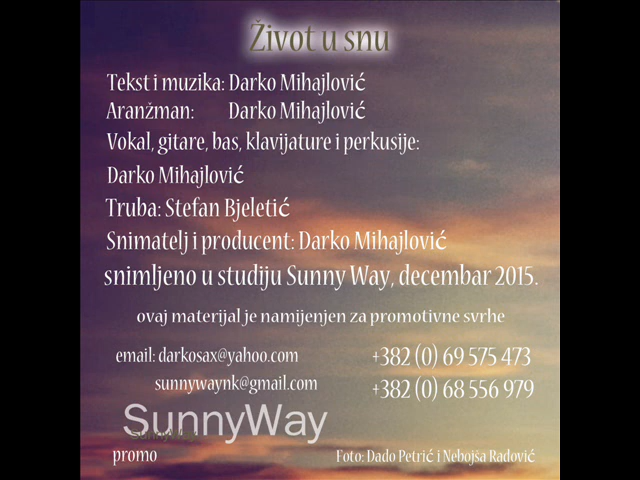 Život u snu
Tekst i muzika: Darko Mihajlović
Aranžman: Darko Mihajlović
Vokal, gitare, bas, klavijature i perkusije:
Darko Mihajlović
Truba: Stefan Bjeletić
Snimatelj i producent: Darko Mihajlović
snimljeno u studiju Sunny Way, decembar 2015.
ovaj materijal je namijenjen za promotivne svrhe
email: darkosax@yahoo.com +382 (0) 69 575 473
sunnywaynk@gmail.com +382 (0) 68 556 979
SunnyWay
SunnyWay
promo Foto: Dado Petrić i Nebojša Radović